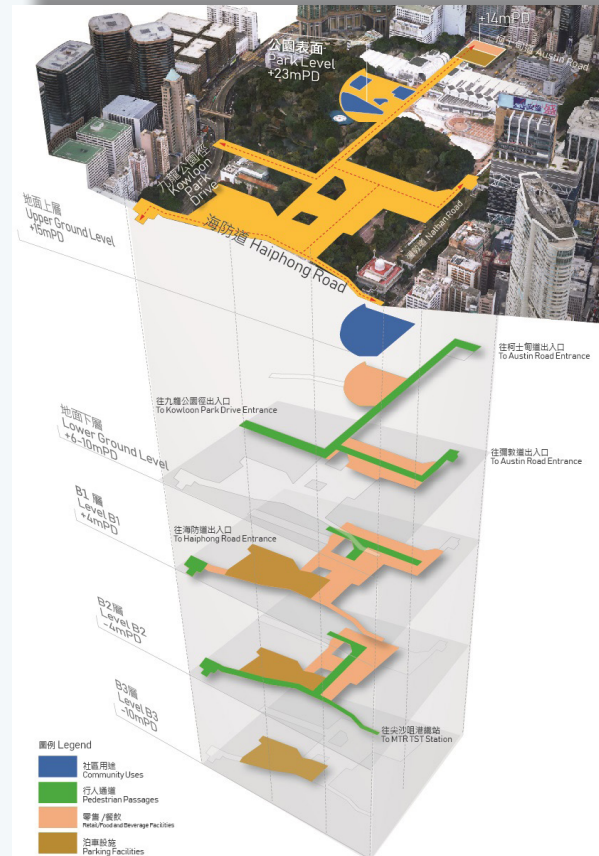 +14mPD
柯士甸道 Austin Road
公園表面
Park Level
+23mPD
九龍公園徑
Kowloon
Park
Drive
地面上層
Upper Ground Level
+15mPD
海防道 Haiphong Road
彌敦道 Nathan Road
往柯士甸道出入口
To Austin Road Entrance
往九龍公園徑出入口
To Kowloon Park Drive Entrance
地面下層
Lower Ground Level
+6-10mPD
往彌敦道出入口
To Austin Road Entrance
B1 層
Level B1
+4mPD
往海防道出入口
To Haiphong Road Entrance
B2層
Level B2
-4mPD
B3層
Level B3
-10mPD
往尖沙咀港鐵站
To MTR TST Station
圖例 Legend
社區用途
Community Uses
行人通道
Pedestrian Passages
零售 /餐飲
Retail/Food and Beverage Facilities
泊車設施
Parking Facilities